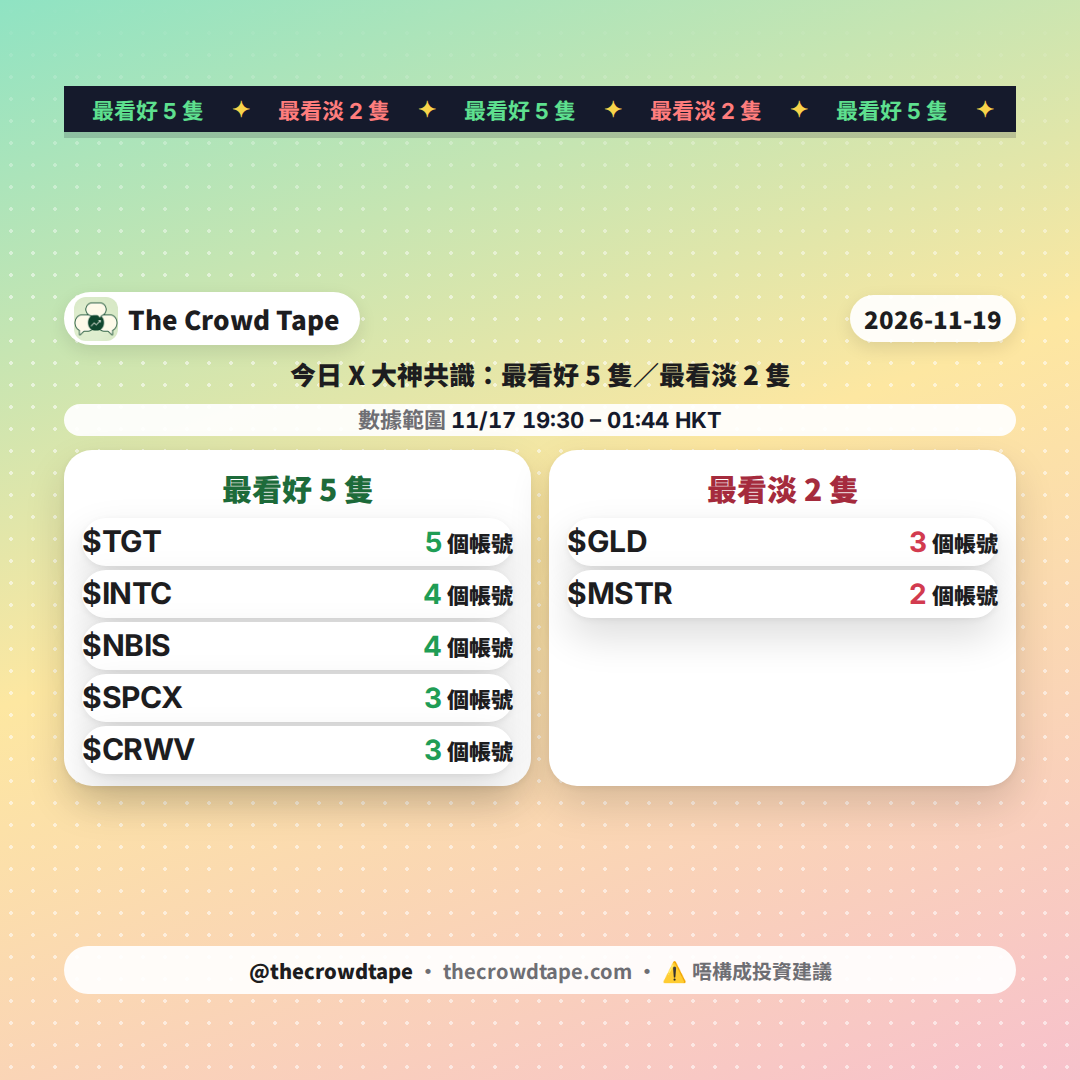 最看好 5 隻 ✦ 最看淡 2 隻 ✦ 最看好 5 隻 ✦ 最看淡 2 隻 ✦ 最看好 5 隻 ✦
The Crowd Tape
2026-11-19
今日 X 大神共識：最看好 5 隻／最看淡 2 隻
數據範圍 11/17 19:30 – 01:44 HKT
最看好 5 隻
$TGT 5 個帳號
$INTC 4 個帳號
$NBIS 4 個帳號
$SPCX 3 個帳號
$CRWV 3 個帳號
最看淡 2 隻
$GLD 3 個帳號
$MSTR 2 個帳號
@thecrowdtape • thecrowdtape.com • ⚠️ 唔構成投資建議